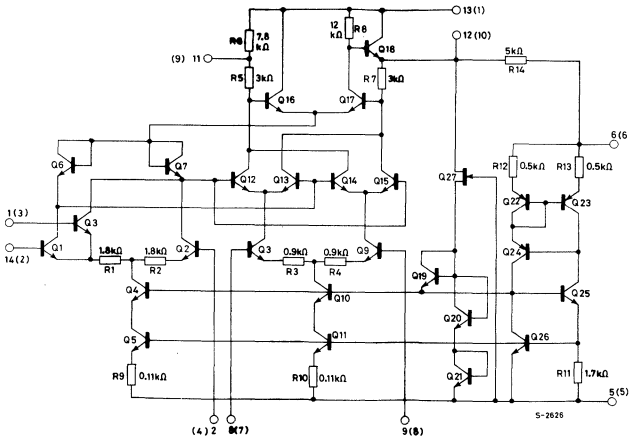 13 (1)
R6
7,8
kΩ
12
kΩ
R8
Q18
12 (10)
(9) 11
R5
3kΩ
R7
3kΩ
5kΩ
R14
Q16
Q17
Q6
Q7
6(6
R12
0.5kΩ
R13
0.5kΩ
Q12
Q13
Q14
Q15
Q27
Q22
Q23
1 (3)
Q3
Q1
1.8kΩ
1.8kΩ
Q2
Q3
0.9kΩ
0.9kΩ
Q9
14(2)
R1
R2
R3
R4
Q24
Q19
Q4
Q10
Q25
Q20
Q5
Q11
Q26
R9
0.11kΩ
R10
0.11kΩ
Q21
R11
1.7kΩ
5 (5)
S-2626
(4) 2
8(7)
9(8)